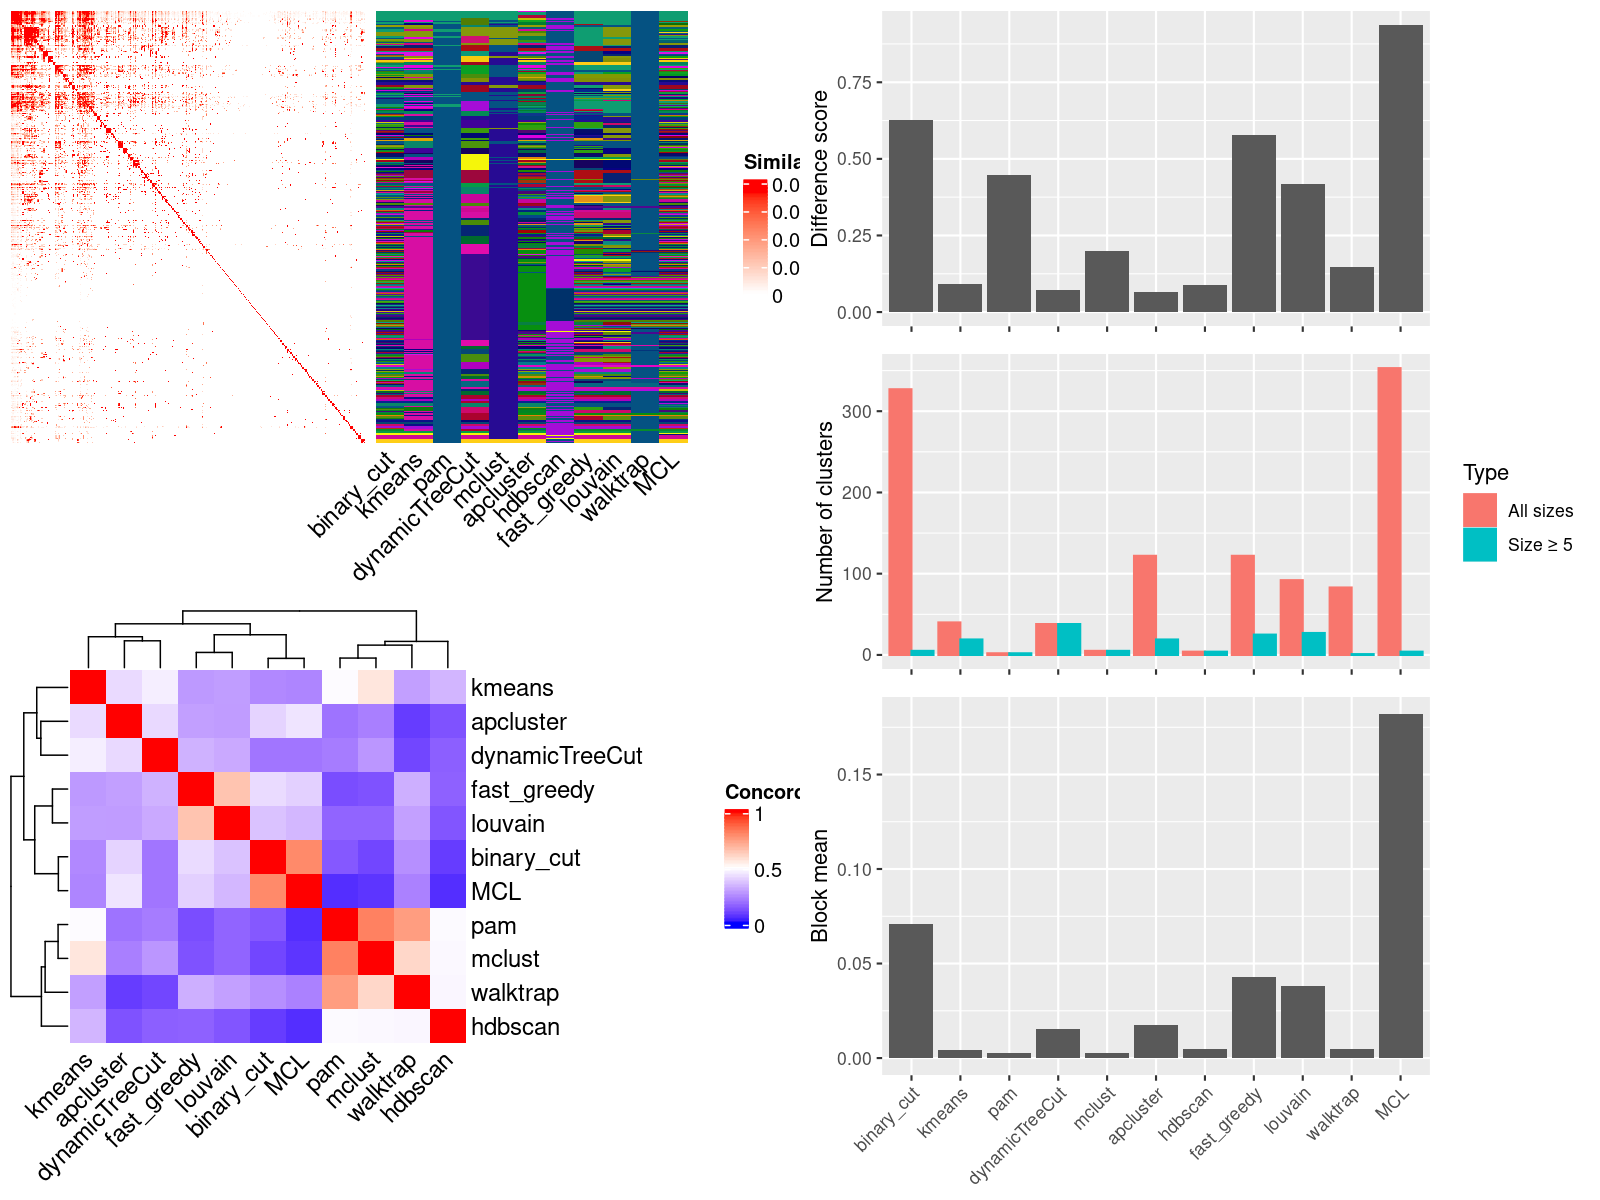 binary_cut
kmeans
pam
dynamicTreeCut
mclust
apcluster
hdbscan
fast_greedy
louvain
walktrap
MCL
Simila
0.0
0.0
0.0
0.0
0
Difference score
0.75
0.50
0.25
0.00
Number of clusters
300
200
100
0
Type
All sizes
Size ≥ 5
kmeans
apcluster
dynamicTreeCut
fast_greedy
louvain
binary_cut
MCL
pam
mclust
walktrap
hdbscan
kmeans
apcluster
dynamicTreeCut
fast_greedy
louvain
binary_cut
MCL
pam
mclust
walktrap
hdbscan
Concord
1
0.5
0
Block mean
0.15
0.10
0.05
0.00
binary_cut
kmeans
pam
dynamicTreeCut
mclust
apcluster
hdbscan
fast_greedy
louvain
walktrap
MCL